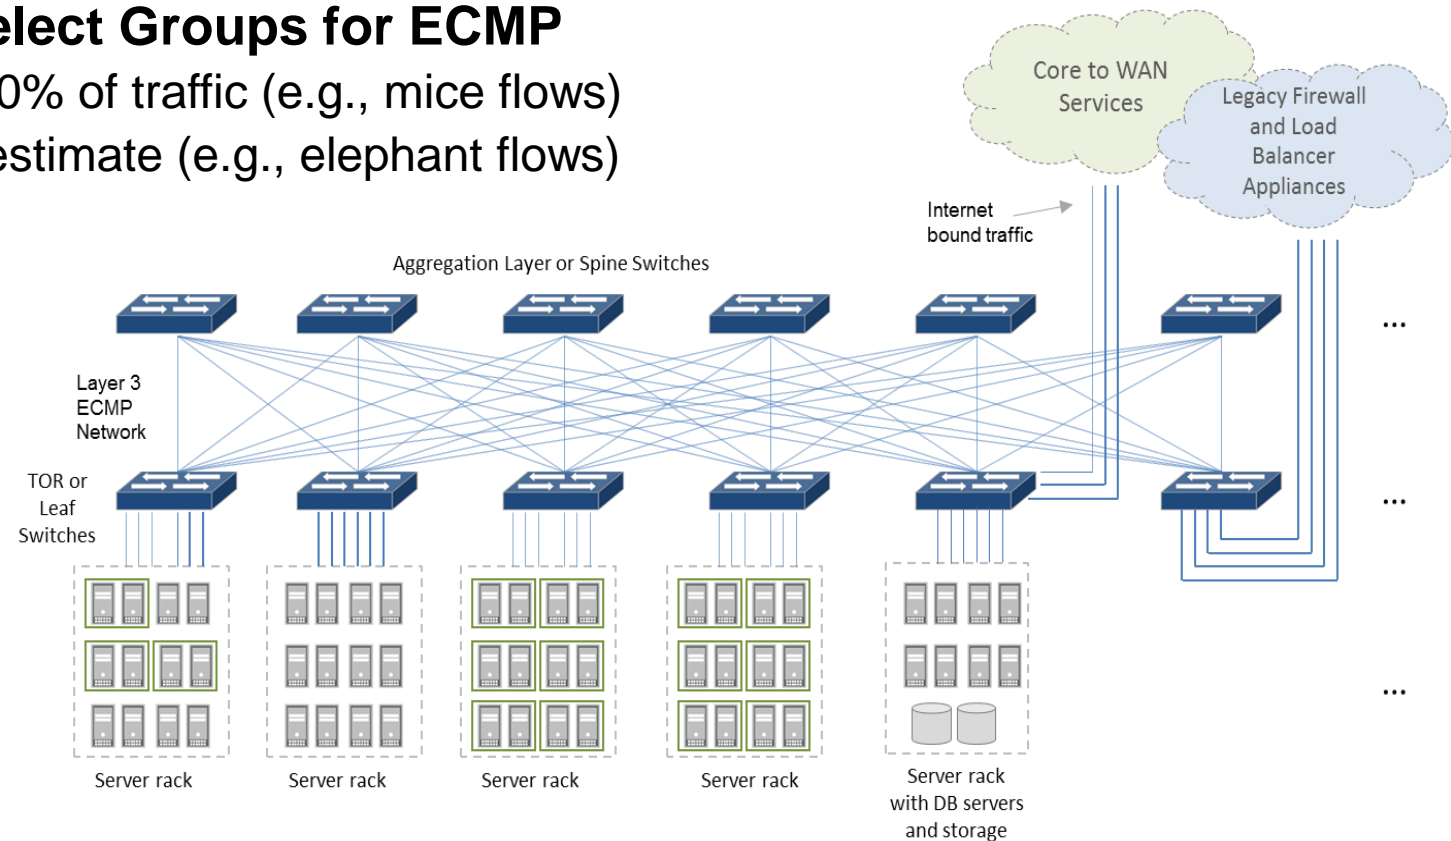 elect Groups for ECMP
0% of traffic (e.g., mice flows)
estimate (e.g., elephant flows)
Core to WAN
Services
Legacy Firewall
and Load
Balancer
Appliances
Internet
bound traffic
Aggregation Layer or Spine Switches
...
Layer 3
ECMP
Network
TOR or
Leaf
Switches
...
...
Server rack
Server rack
Server rack
Server rack
Server rack
with DB servers
and storage